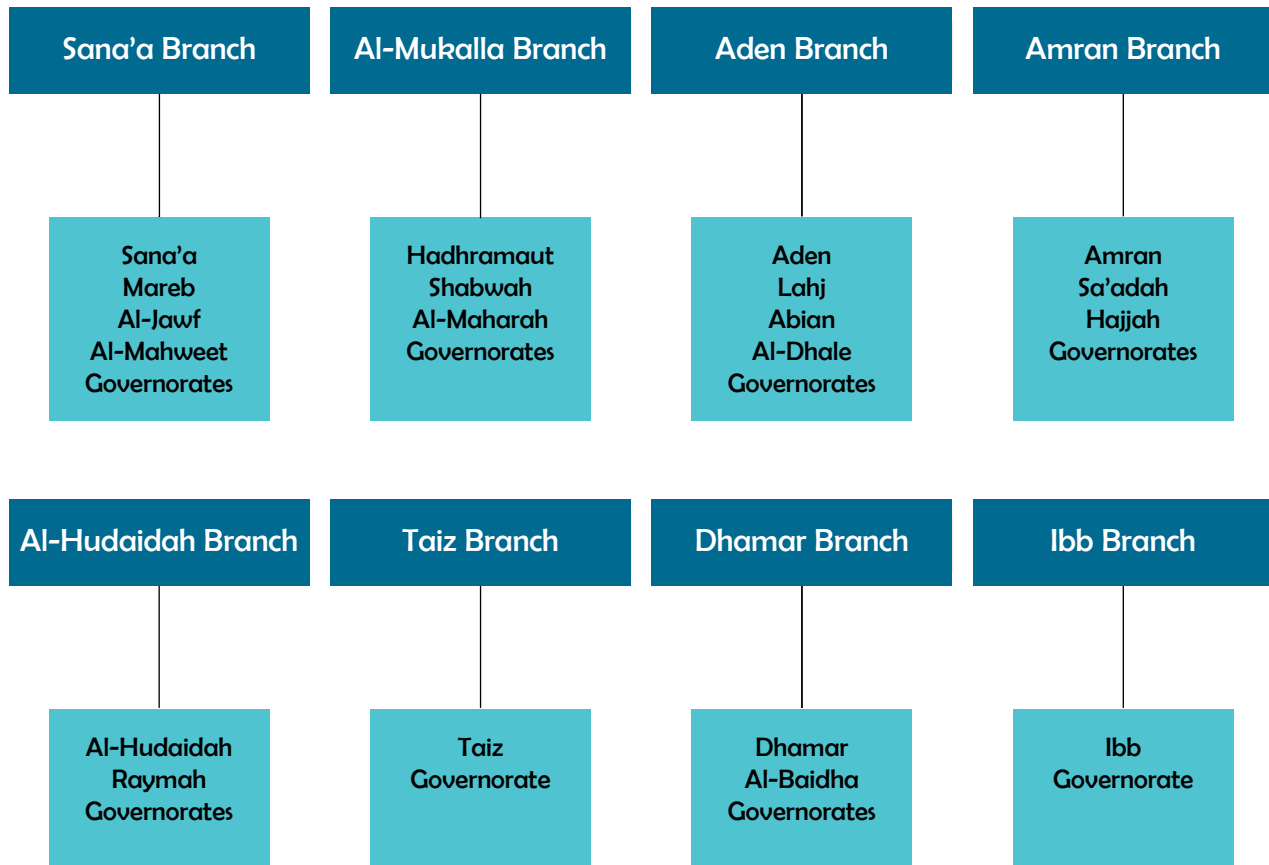 Sana’a Branch
Al-Mukalla Branch
Aden Branch
Amran Branch
Sana’a
Mareb
Al-Jawf
Al-Mahweet
Governorates
Hadhramaut
Shabwah
Al-Maharah
Governorates
Aden
Lahj
Abian
Al-Dhale
Governorates
Amran
Sa’adah
Hajjah
Governorates
Al-Hudaidah Branch
Taiz Branch
Dhamar Branch
Ibb Branch
Al-Hudaidah
Raymah
Governorates
Taiz
Governorate
Dhamar
Al-Baidha
Governorates
Ibb
Governorate